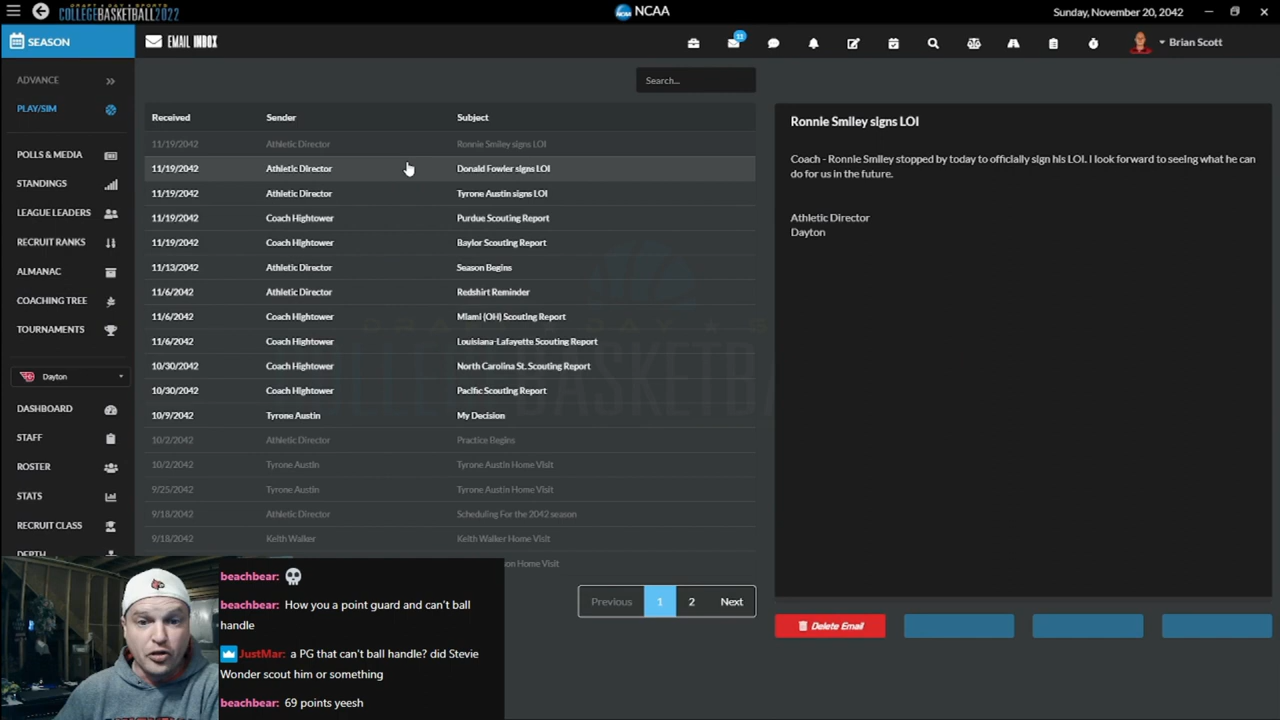 DRAFT DAY SPORTS
COLLEGE BASKETBALL 2022
NCAA
Sunday, November 20, 2042
SEASON
EMAIL INBOX
11
Brian Scott
ADVANCE
PLAY/SIM
POLLS & MEDIA
STANDINGS
LEAGUE LEADERS
RECRUIT RANKS
ALMANAC
COACHING TREE
TOURNAMENTS
Dayton
DASHBOARD
STAFF
ROSTER
STATS
RECRUIT CLASS
DEPTH
Search...
Received Sender Subject
11/19/2042 Athletic Director Ronnie Smiley signs LOI
11/19/2042 Athletic Director Donald Fowler signs LOI
11/19/2042 Athletic Director Tyrone Austin signs LOI
11/19/2042 Coach Hightower Purdue Scouting Report
11/19/2042 Coach Hightower Baylor Scouting Report
11/13/2042 Athletic Director Season Begins
11/6/2042 Athletic Director Redshirt Reminder
11/6/2042 Coach Hightower Miami (OH) Scouting Report
11/6/2042 Coach Hightower Louisiana-Lafayette Scouting Report
10/30/2042 Coach Hightower North Carolina St. Scouting Report
10/30/2042 Coach Hightower Pacific Scouting Report
10/9/2042 Tyrone Austin My Decision
10/2/2042 Athletic Director Practice Begins
10/2/2042 Tyrone Austin Tyrone Austin Home Visit
9/25/2042 Tyrone Austin Tyrone Austin Home Visit
9/18/2042 Athletic Director Scheduling For the 2042 season
9/18/2042 Keith Walker Keith Walker Home Visit
son Home Visit
Previous 1 2 Next
Ronnie Smiley signs LOI
Coach - Ronnie Smiley stopped by today to officially sign his LOI. I look forward to seeing what he can
do for us in the future.
Athletic Director
Dayton
Delete Email
beachbear:
beachbear: How you a point guard and can't ball
handle
JustMar: a PG that can't ball handle? did Stevie
Wonder scout him or something
beachbear: 69 points yeesh